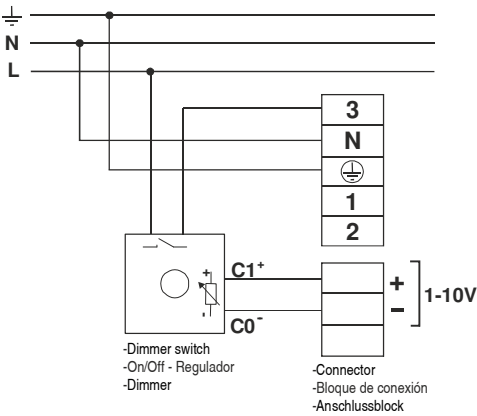 N
L
3
N
1
2
+
C1+
-
C0-
+
-
1-10V
-Dimmer switch
-On/Off - Regulador
-Dimmer
-Connector
-Bloque de conexión
-Anschlussblock